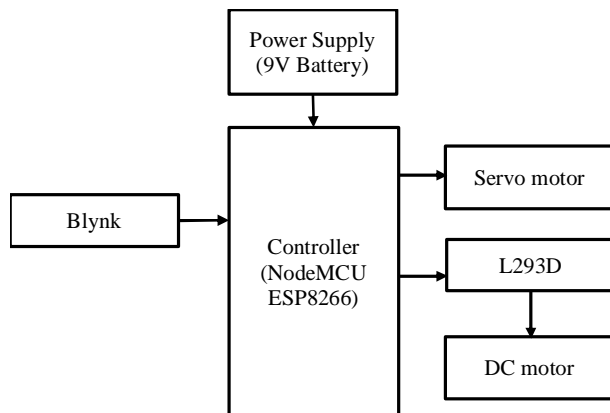 Power Supply
(9V Battery)
Servo motor
Blynk
Controller
(NodeMCU
ESP8266)
L293D
DC motor